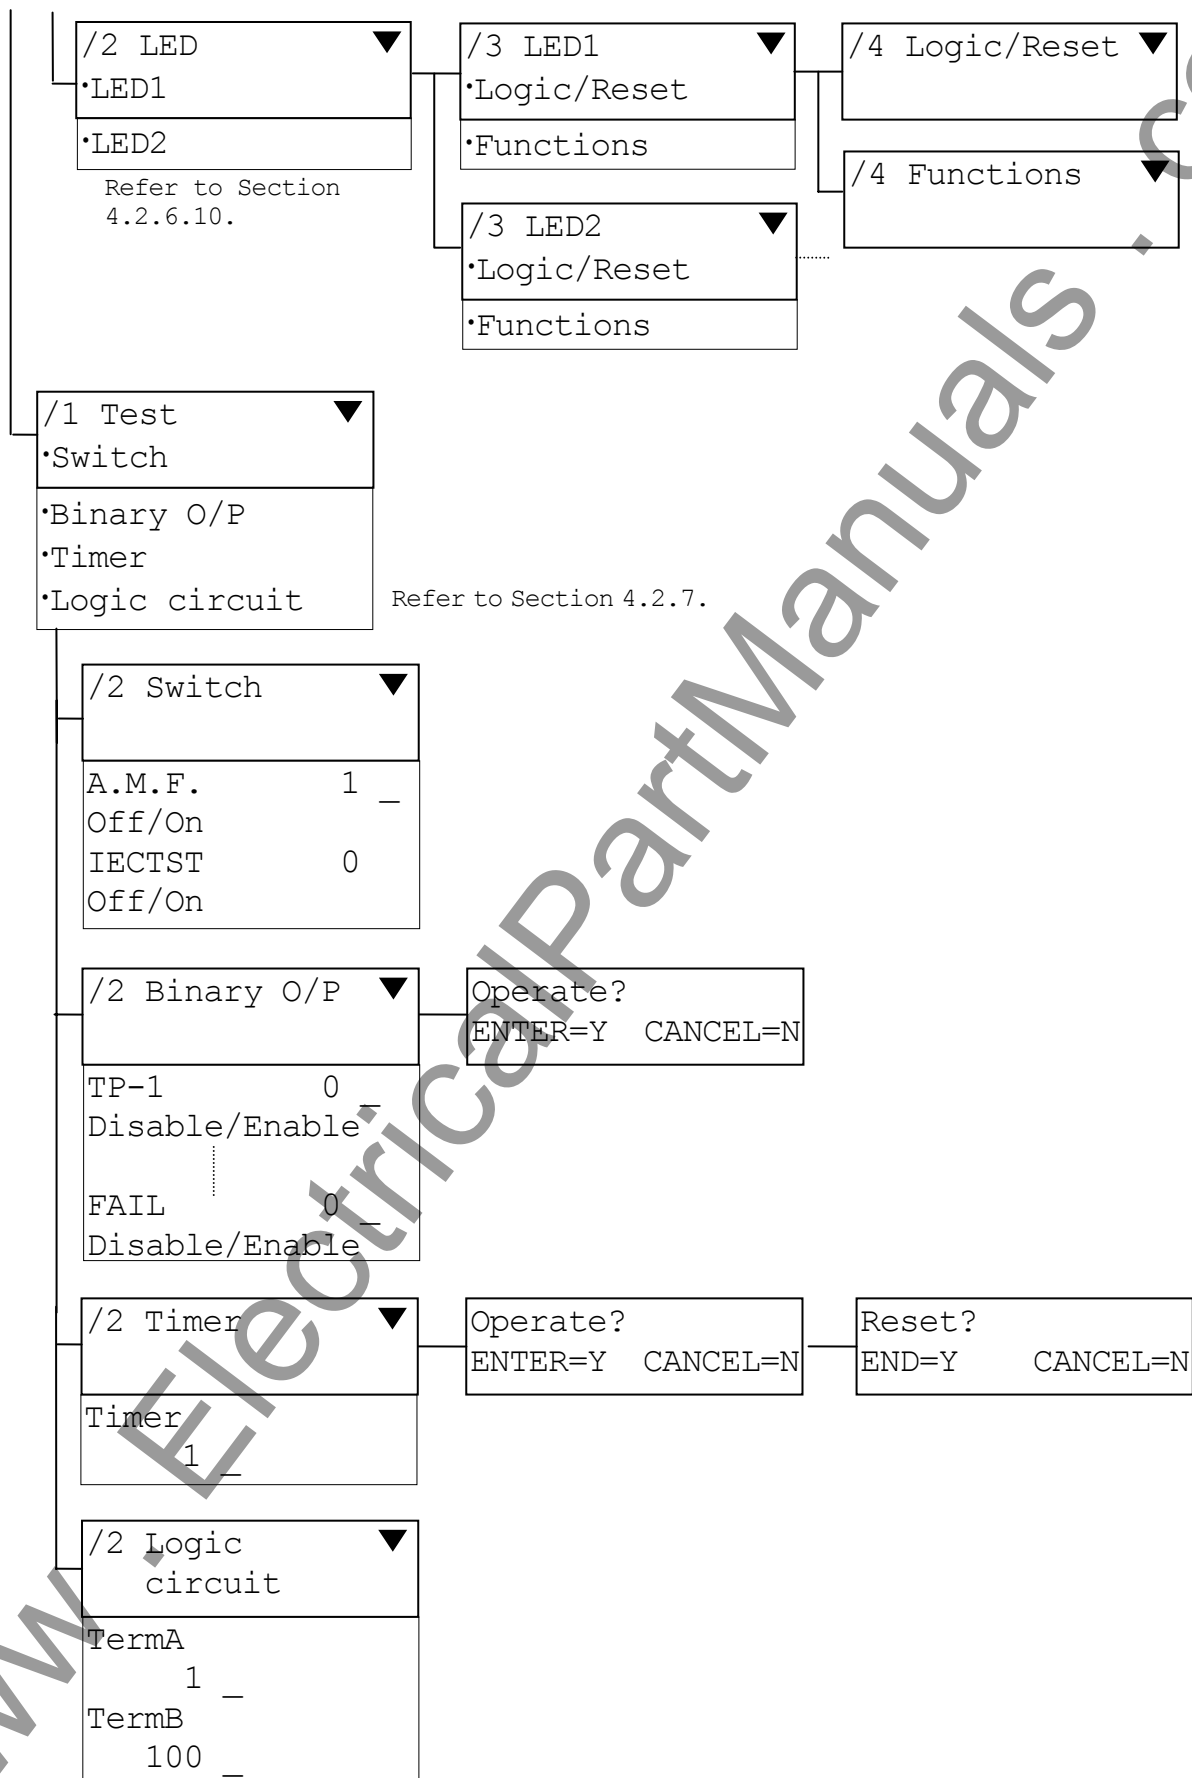 /2 LED ▼
·LED1
·LED2
Refer to Section
4.2.6.10.
/3 LED1 ▼
·Logic/Reset
·Functions
/4 Logic/Reset ▼
/4 Functions ▼
/3 LED2 ▼
·Logic/Reset
·Functions
/1 Test ▼
·Switch
·Binary O/P
·Timer
·Logic circuit
Refer to Section 4.2.7.
/2 Switch ▼
A.M.F. 1 _
Off/On
IECTST 0
Off/On
/2 Binary O/P ▼
TP-1 0 _
Disable/Enable
FAIL 0 _
Disable/Enable
Operate?
ENTER=Y CANCEL=N
/2 Timer ▼
Timer
1 _
Operate?
ENTER=Y CANCEL=N
Reset?
END=Y CANCEL=N
/2 Logic ▼
circuit
TermA
1 _
TermB
100 _
w . ElectricalPartManuals . co